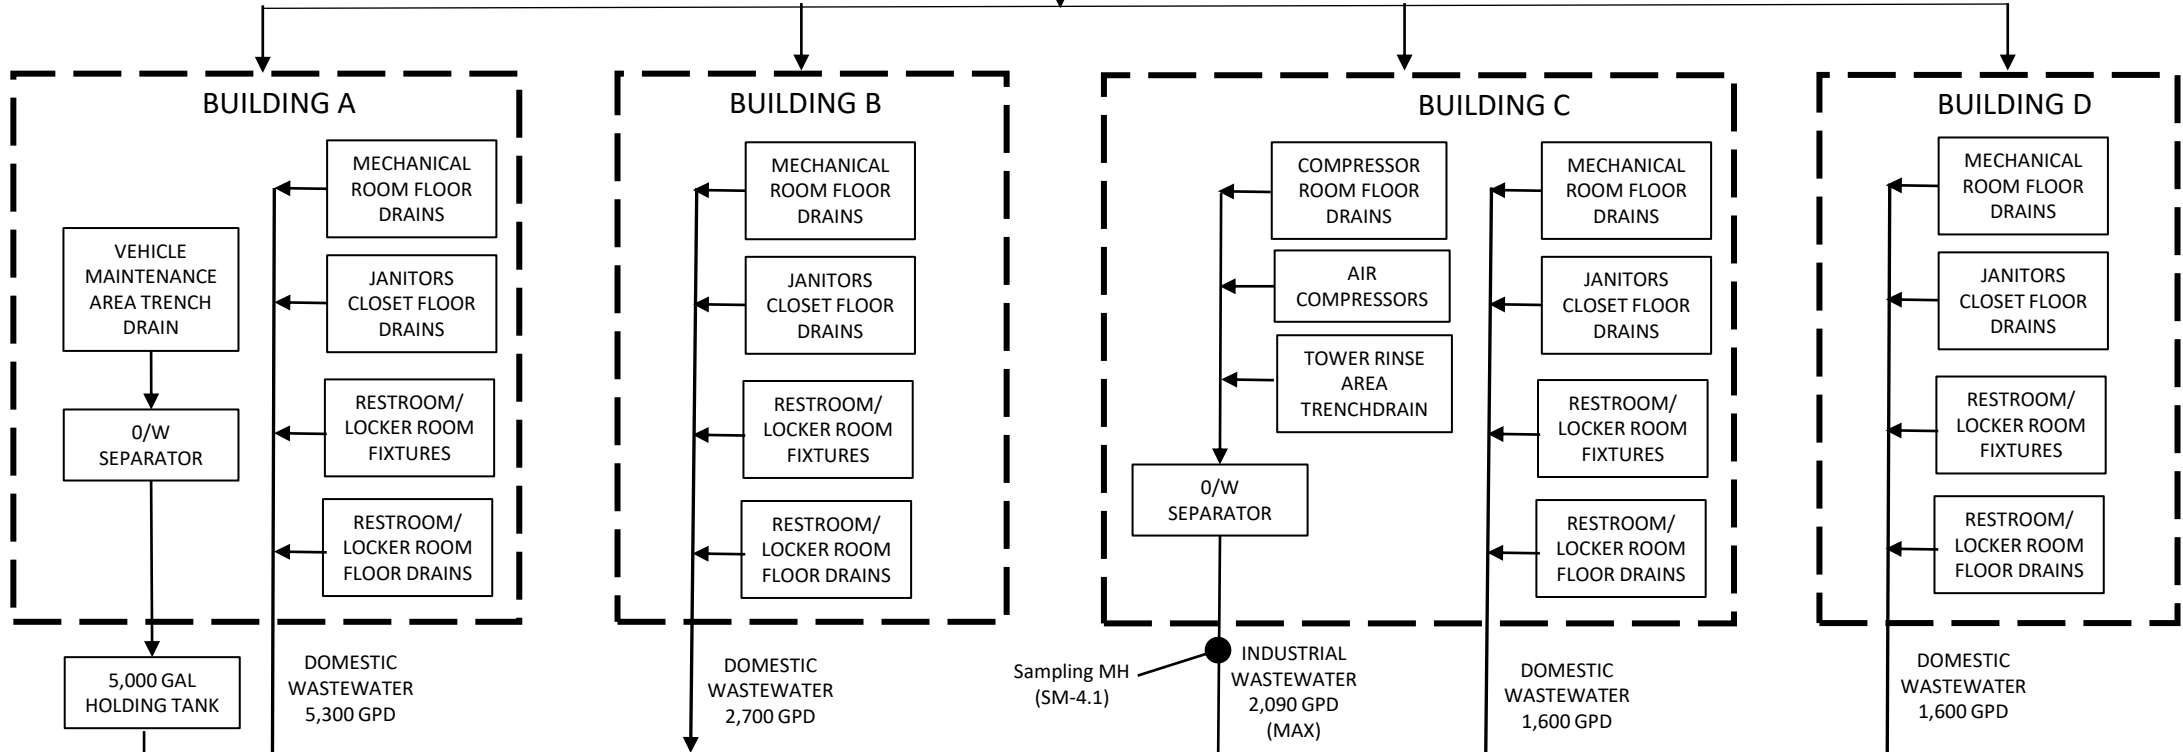 BUILDING A
VEHICLE
MAINTENANCE
AREA TRENCH
DRAIN
0/W
SEPARATOR
5,000 GAL
HOLDING TANK
MECHANICAL
ROOM FLOOR
DRAINS
JANITORS
CLOSET FLOOR
DRAINS
RESTROOM/
LOCKER ROOM
FIXTURES
RESTROOM/
LOCKER ROOM
FLOOR DRAINS
DOMESTIC
WASTEWATER
5,300 GPD
BUILDING B
MECHANICAL
ROOM FLOOR
DRAINS
JANITORS
CLOSET FLOOR
DRAINS
RESTROOM/
LOCKER ROOM
FIXTURES
RESTROOM/
LOCKER ROOM
FLOOR DRAINS
DOMESTIC
WASTEWATER
2,700 GPD
BUILDING C
COMPRESSOR
ROOM FLOOR
DRAINS
AIR
COMPRESSORS
TOWER RINSE
AREA
TRENCHDRAIN
0/W
SEPARATOR
Sampling MH
(SM-4.1)
INDUSTRIAL
WASTEWATER
2,090 GPD
(MAX)
MECHANICAL
ROOM FLOOR
DRAINS
JANITORS
CLOSET FLOOR
DRAINS
RESTROOM/
LOCKER ROOM
FIXTURES
RESTROOM/
LOCKER ROOM
FLOOR DRAINS
DOMESTIC
WASTEWATER
1,600 GPD
BUILDING D
MECHANICAL
ROOM FLOOR
DRAINS
JANITORS
CLOSET FLOOR
DRAINS
RESTROOM/
LOCKER ROOM
FIXTURES
RESTROOM/
LOCKER ROOM
FLOOR DRAINS
DOMESTIC
WASTEWATER
1,600 GPD